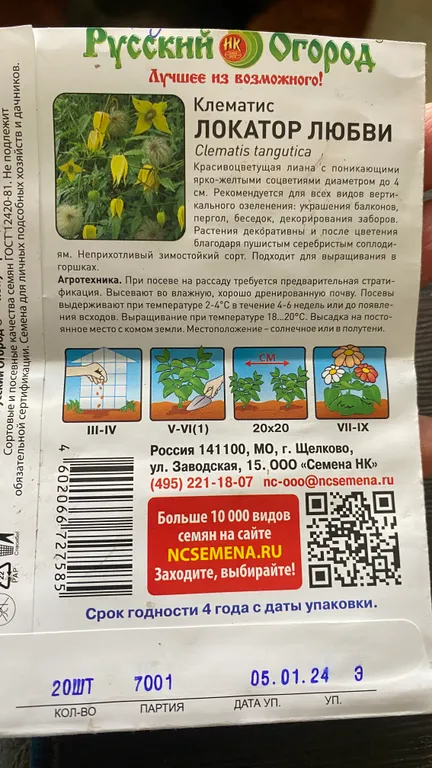 Русский НК Огород
Лучшее из возможного!
Клематис
ЛОКАТОР ЛЮБВИ
Clematis tangutica
Красивоцветущая лиана с поникающими
ярко-желтыми соцветиями диаметром до 4
см. Рекомендуется для всех видов верти-
кального озеленения: украшения балконов,
пергол, беседок, декорирования заборов.
Растения декоративны и после цветения
благодаря пушистым серебристым соплоди-
ям. Неприхотливый зимостойкий сорт. Подходит для выращивания в
горшках.
Агротехника. При посеве на рассаду требуется предварительная страти-
фикация. Высевают во влажную, хорошо дренированную почву. Посевы
выдерживают при температуре 2-4°С в течение 4-6 недель или до появле-
ния всходов. Выращивание при температуре 18...20°С. Высадка на посто-
янное место с комом земли. Местоположение – солнечное или в полутени.
СМ
III-IV
V-VI(1)
20х20
VII-IX
Россия 141100, МО, г. Щелково,
ул. Заводская, 15. ООО «Семена НК»
(495) 221-18-07 nc-ooo@ncsemena.ru
Больше 10 000 видов
семян на сайте
NCSEMENA.RU
Заходите, выбирайте!
4 602066 727585
Срок годности 4 года с даты упаковки.
20ШТ 7001 05.01.24 Э
КОЛ-ВО ПАРТИЯ ДАТА УП. УП.
Сортовые и посевные качества семян ГОСТ 12420-81. Не подлежит
обязательной сертификации. Семена для личных подсобных хозяйств и дачников.
Спасибо!
22
PAP